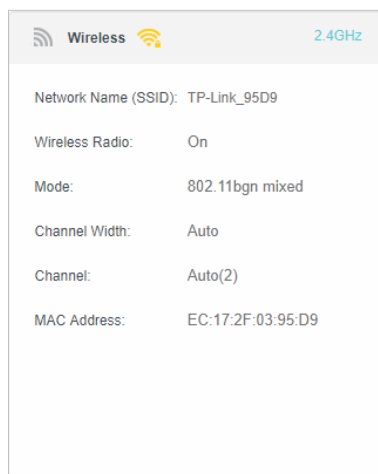 Wireless 2.4GHz
Network Name (SSID): TP-Link_95D9
Wireless Radio: On
Mode: 802.11bgn mixed
Channel Width: Auto
Channel: Auto(2)
MAC Address: EC:17:2F:03:95:D9